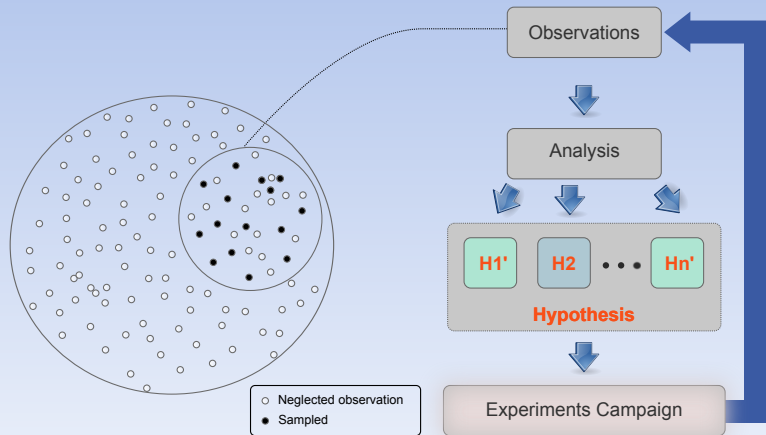 Observations
Analysis
H1' H2 • • • Hn'
Hypothesis
Experiments Campaign
Neglected observation
Sampled